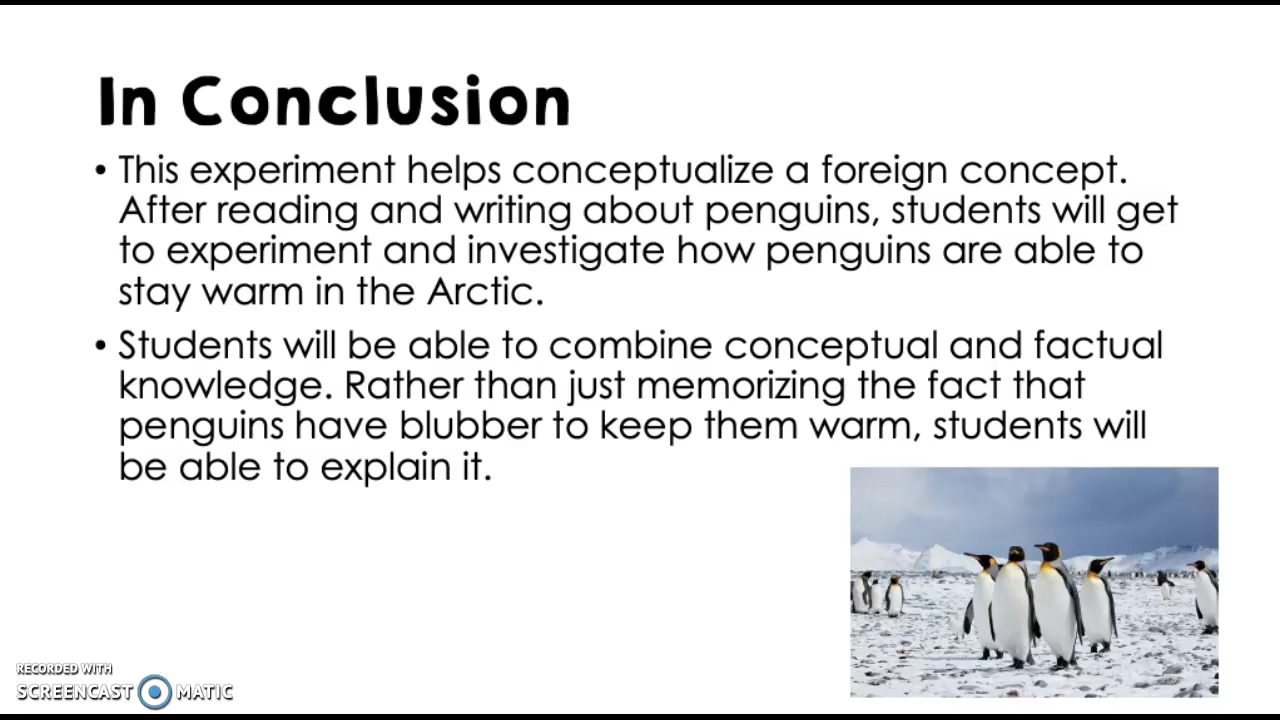 In Conclusion
• This experiment helps conceptualize a foreign concept.
After reading and writing about penguins, students will get
to experiment and investigate how penguins are able to
stay warm in the Arctic.
• Students will be able to combine conceptual and factual
knowledge. Rather than just memorizing the fact that
penguins have blubber to keep them warm, students will
be able to explain it.
RECORDED WITH
SCREENCAST MATIC